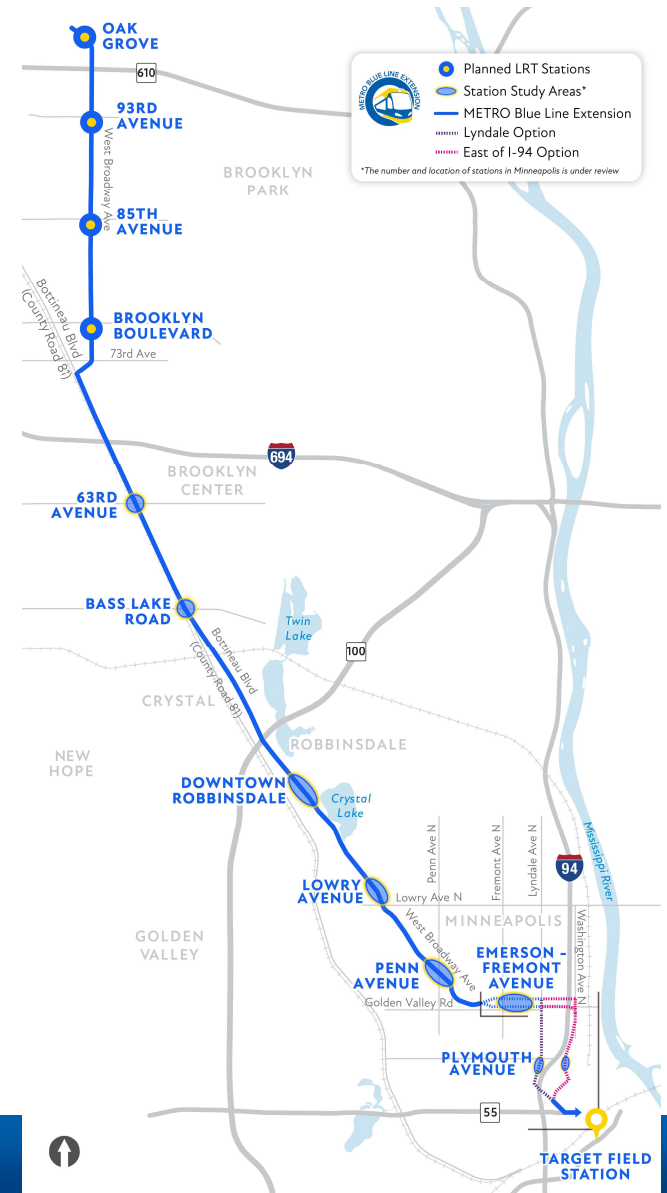 OAK
GROVE
610
METRO BLUE LINE EXTENSION
Planned LRT Stations
Station Study Areas*
METRO Blue Line Extension
Lyndale Option
East of I-94 Option
*The number and location of stations in Minneapolis is under review
93RD
AVENUE
West Broadway Ave
BROOKLYN
PARK
85TH
AVENUE
Bottineau Blvd
(County Road 81)
BROOKLYN
BOULEVARD
73rd Ave
694
BROOKLYN
CENTER
63RD
AVENUE
BASS LAKE
ROAD
Twin
Lake
Bottineau Blvd
(County Road 81)
100
CRYSTAL
ROBBINSDALE
NEW
HOPE
DOWNTOWN
ROBBINSDALE
Crystal
Lake
Penn Ave N
Fremont Ave N
Lyndale Ave N
Mississippi River
94
LOWRY
AVENUE
Lowry Ave N
West Broadway Ave
MINNEAPOLIS
Washington Ave N
GOLDEN
VALLEY
PENN
AVENUE
EMERSON –
FREMONT
AVENUE
Golden Valley Rd
PLYMOUTH
AVENUE
55
TARGET FIELD
STATION